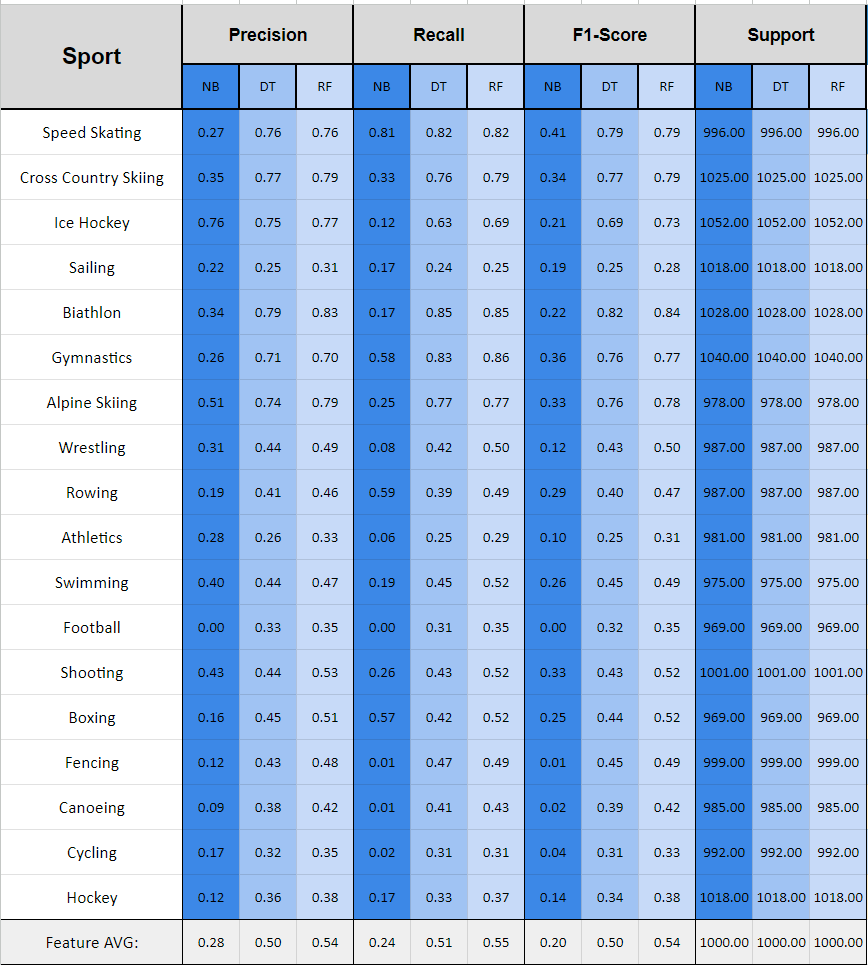 Sport Precision Recall F1-Score Support
NB DT RF NB DT RF NB DT RF NB DT RF
Speed Skating 0.27 0.76 0.76 0.81 0.82 0.82 0.41 0.79 0.79 996.00 996.00 996.00
Cross Country Skiing 0.35 0.77 0.79 0.33 0.76 0.79 0.34 0.77 0.79 1025.00 1025.00 1025.00
Ice Hockey 0.76 0.75 0.77 0.12 0.63 0.69 0.21 0.69 0.73 1052.00 1052.00 1052.00
Sailing 0.22 0.25 0.31 0.17 0.24 0.25 0.19 0.25 0.28 1018.00 1018.00 1018.00
Biathlon 0.34 0.79 0.83 0.17 0.85 0.85 0.22 0.82 0.84 1028.00 1028.00 1028.00
Gymnastics 0.26 0.71 0.70 0.58 0.83 0.86 0.36 0.76 0.77 1040.00 1040.00 1040.00
Alpine Skiing 0.51 0.74 0.79 0.25 0.77 0.77 0.33 0.76 0.78 978.00 978.00 978.00
Wrestling 0.31 0.44 0.49 0.08 0.42 0.50 0.12 0.43 0.50 987.00 987.00 987.00
Rowing 0.19 0.41 0.46 0.59 0.39 0.49 0.29 0.40 0.47 987.00 987.00 987.00
Athletics 0.28 0.26 0.33 0.06 0.25 0.29 0.10 0.25 0.31 981.00 981.00 981.00
Swimming 0.40 0.44 0.47 0.19 0.45 0.52 0.26 0.45 0.49 975.00 975.00 975.00
Football 0.00 0.33 0.35 0.00 0.31 0.35 0.00 0.32 0.35 969.00 969.00 969.00
Shooting 0.43 0.44 0.53 0.26 0.43 0.52 0.33 0.43 0.52 1001.00 1001.00 1001.00
Boxing 0.16 0.45 0.51 0.57 0.42 0.52 0.25 0.44 0.52 969.00 969.00 969.00
Fencing 0.12 0.43 0.48 0.01 0.47 0.49 0.01 0.45 0.49 999.00 999.00 999.00
Canoeing 0.09 0.38 0.42 0.01 0.41 0.43 0.02 0.39 0.42 985.00 985.00 985.00
Cycling 0.17 0.32 0.35 0.02 0.31 0.31 0.04 0.31 0.33 992.00 992.00 992.00
Hockey 0.12 0.36 0.38 0.17 0.33 0.37 0.14 0.34 0.38 1018.00 1018.00 1018.00
Feature AVG: 0.28 0.50 0.54 0.24 0.51 0.55 0.20 0.50 0.54 1000.00 1000.00 1000.00